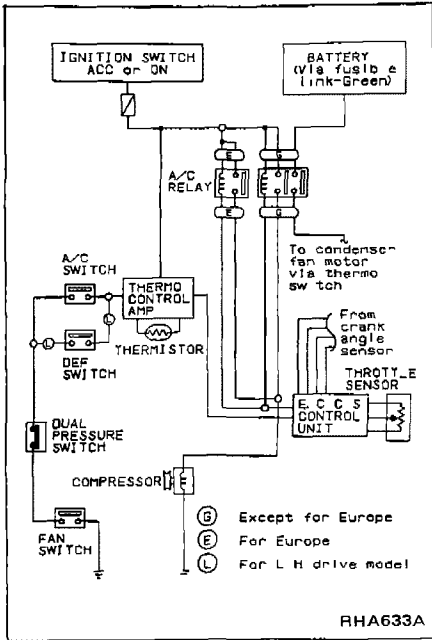 IGNITION SWITCH
ACC or ON
BATTERY
(via fusib e
link-Green)
A/C
RELAY
E
G
E
G
To condenser
fan motor
via thermo
sw tch
A/C
SWITCH
THERMO
CONTROL
AMP
L
THERMISTOR
L
DEF
SWITCH
From
crank
angle
sensor
THROTT_E
SENSOR
E. C. C. S
CONTROL
UNIT
DUAL
PRESSURE
SWITCH
COMPRESSOR
FAN
SWITCH
G Except for Europe
E For Europe
L For L H drive model
RHA633A